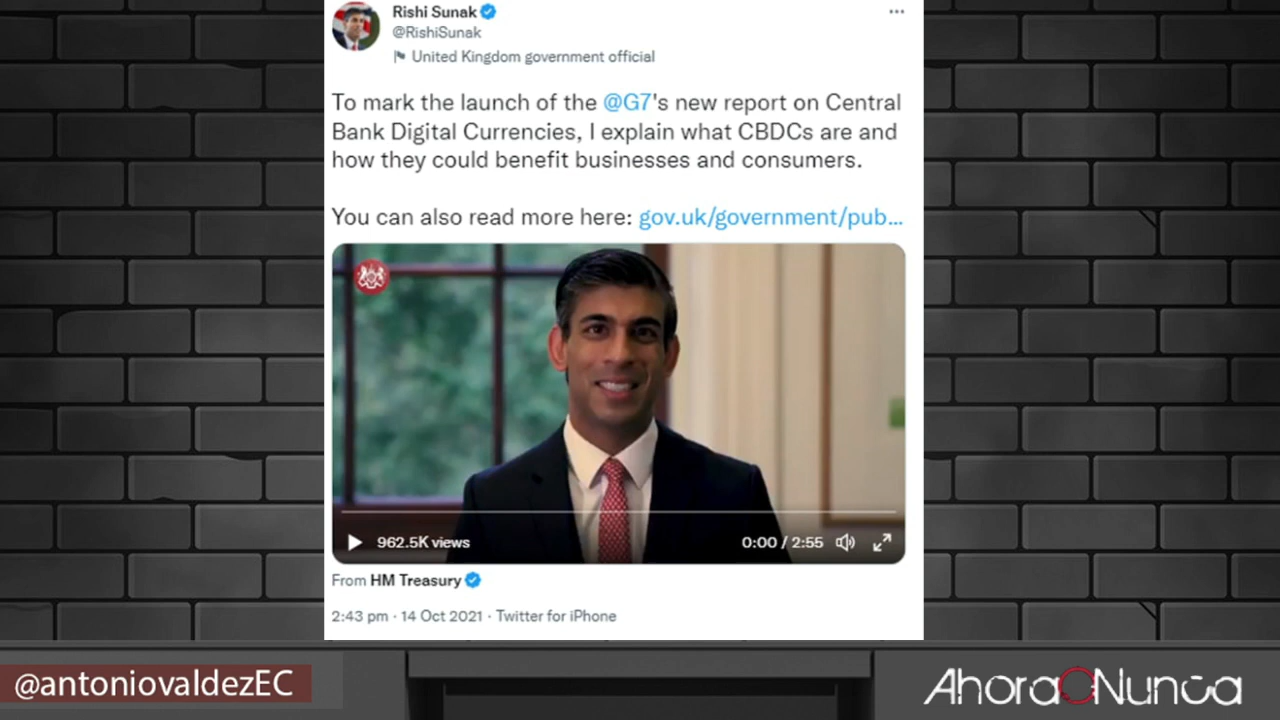 Rishi Sunak
@RishiSunak
United Kingdom government official
To mark the launch of the @G7's new report on Central
Bank Digital Currencies, I explain what CBDCs are and
how they could benefit businesses and consumers.
You can also read more here: gov.uk/government/pub...
962.5K views
0:00 / 2:55
From HM Treasury
2:43 pm · 14 Oct 2021 · Twitter for iPhone
@antoniovaldezEC
AhoraONunca